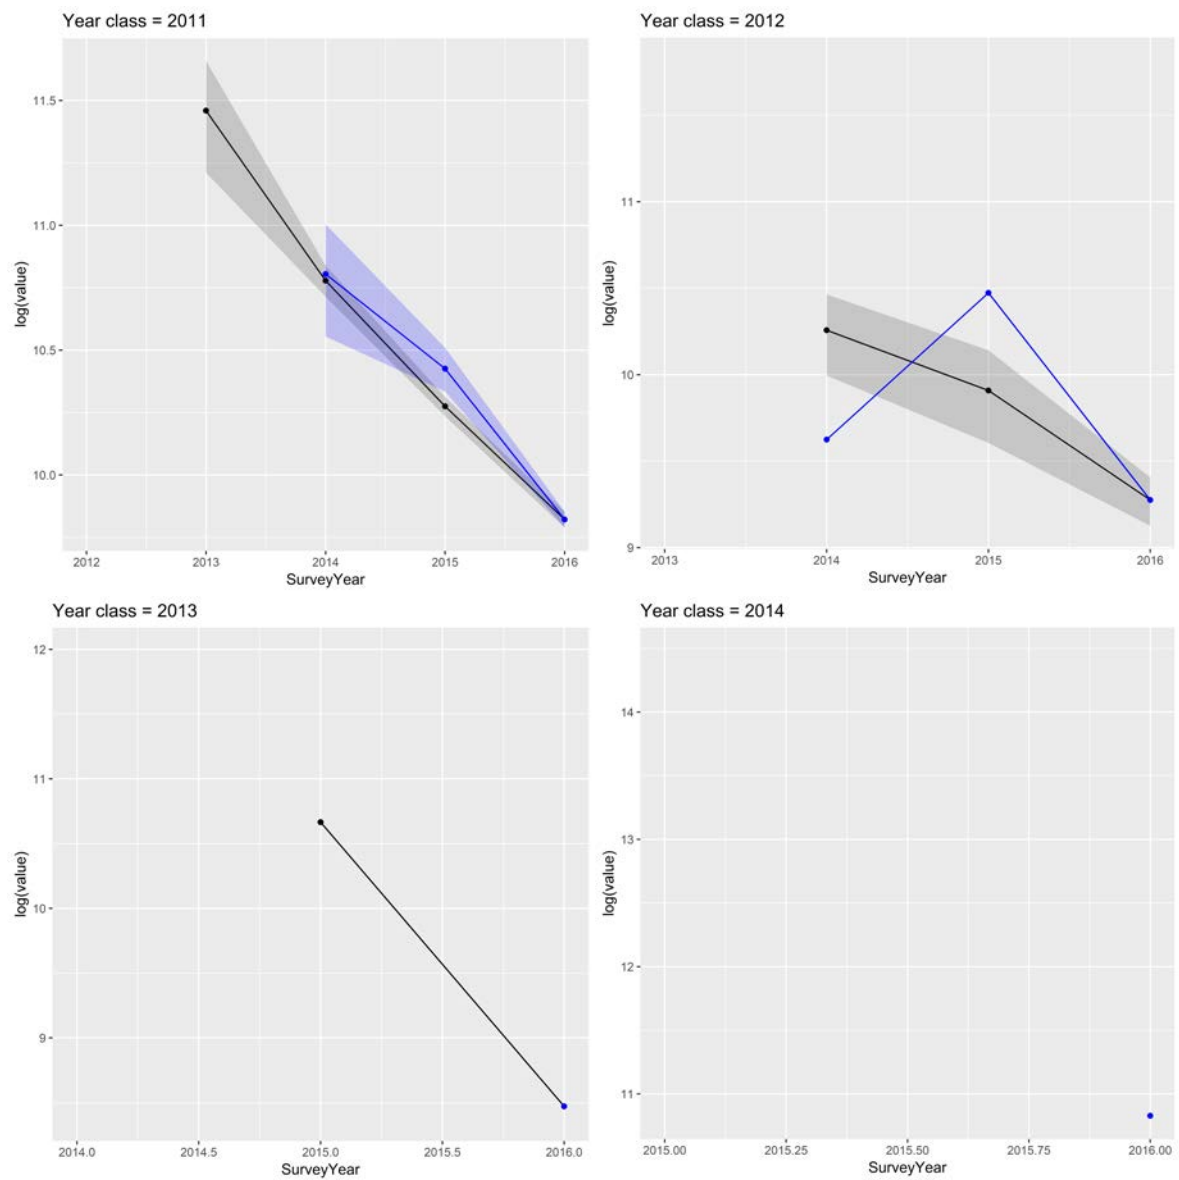 Year class = 2011
11.5
11.0
10.5
10.0
log(value)
2012 2013 2014 2015 2016
SurveyYear
Year class = 2012
11
10
9
log(value)
2013 2014 2015 2016
SurveyYear
Year class = 2013
12
11
10
9
log(value)
2014.0 2014.5 2015.0 2015.5 2016.0
SurveyYear
Year class = 2014
14
13
12
11
log(value)
2015.00 2015.25 2015.50 2015.75 2016.00
SurveyYear